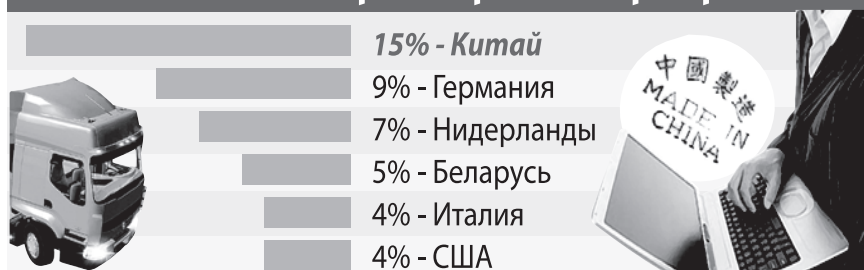 15% - Китай
9% - Германия
7% - Нидерланды
5% - Беларусь
4% - Италия
4% - США
中國製造
MADE IN
CHINA